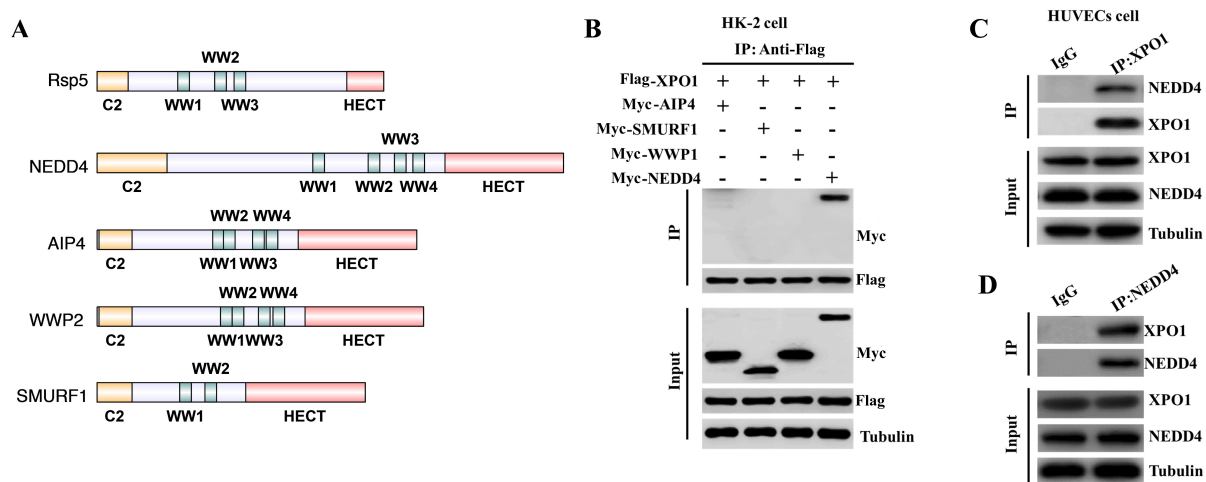 A
Rsp5
WW2
C2 WW1 WW3 HECT
NEDD4
WW3
C2 WW1 WW2 WW4 HECT
AIP4
WW2 WW4
C2 WW1 WW3 HECT
WWP2
WW2 WW4
C2 WW1 WW3 HECT
SMURF1
WW2
C2 WW1 HECT
B
HK-2 cell
IP: Anti-Flag
Flag-XPO1 + + + +
Myc-AIP4 + - - -
Myc-SMURF1 - + - -
Myc-WWP1 - - + -
Myc-NEDD4 - - - +
IP
Myc
Flag
Input
Myc
Flag
Tubulin
C
HUVECs cell
IgG IP:XPO1
IP
NEDD4
XPO1
Input
XPO1
NEDD4
Tubulin
D
IgG IP:NEDD4
IP
XPO1
NEDD4
Input
XPO1
NEDD4
Tubulin